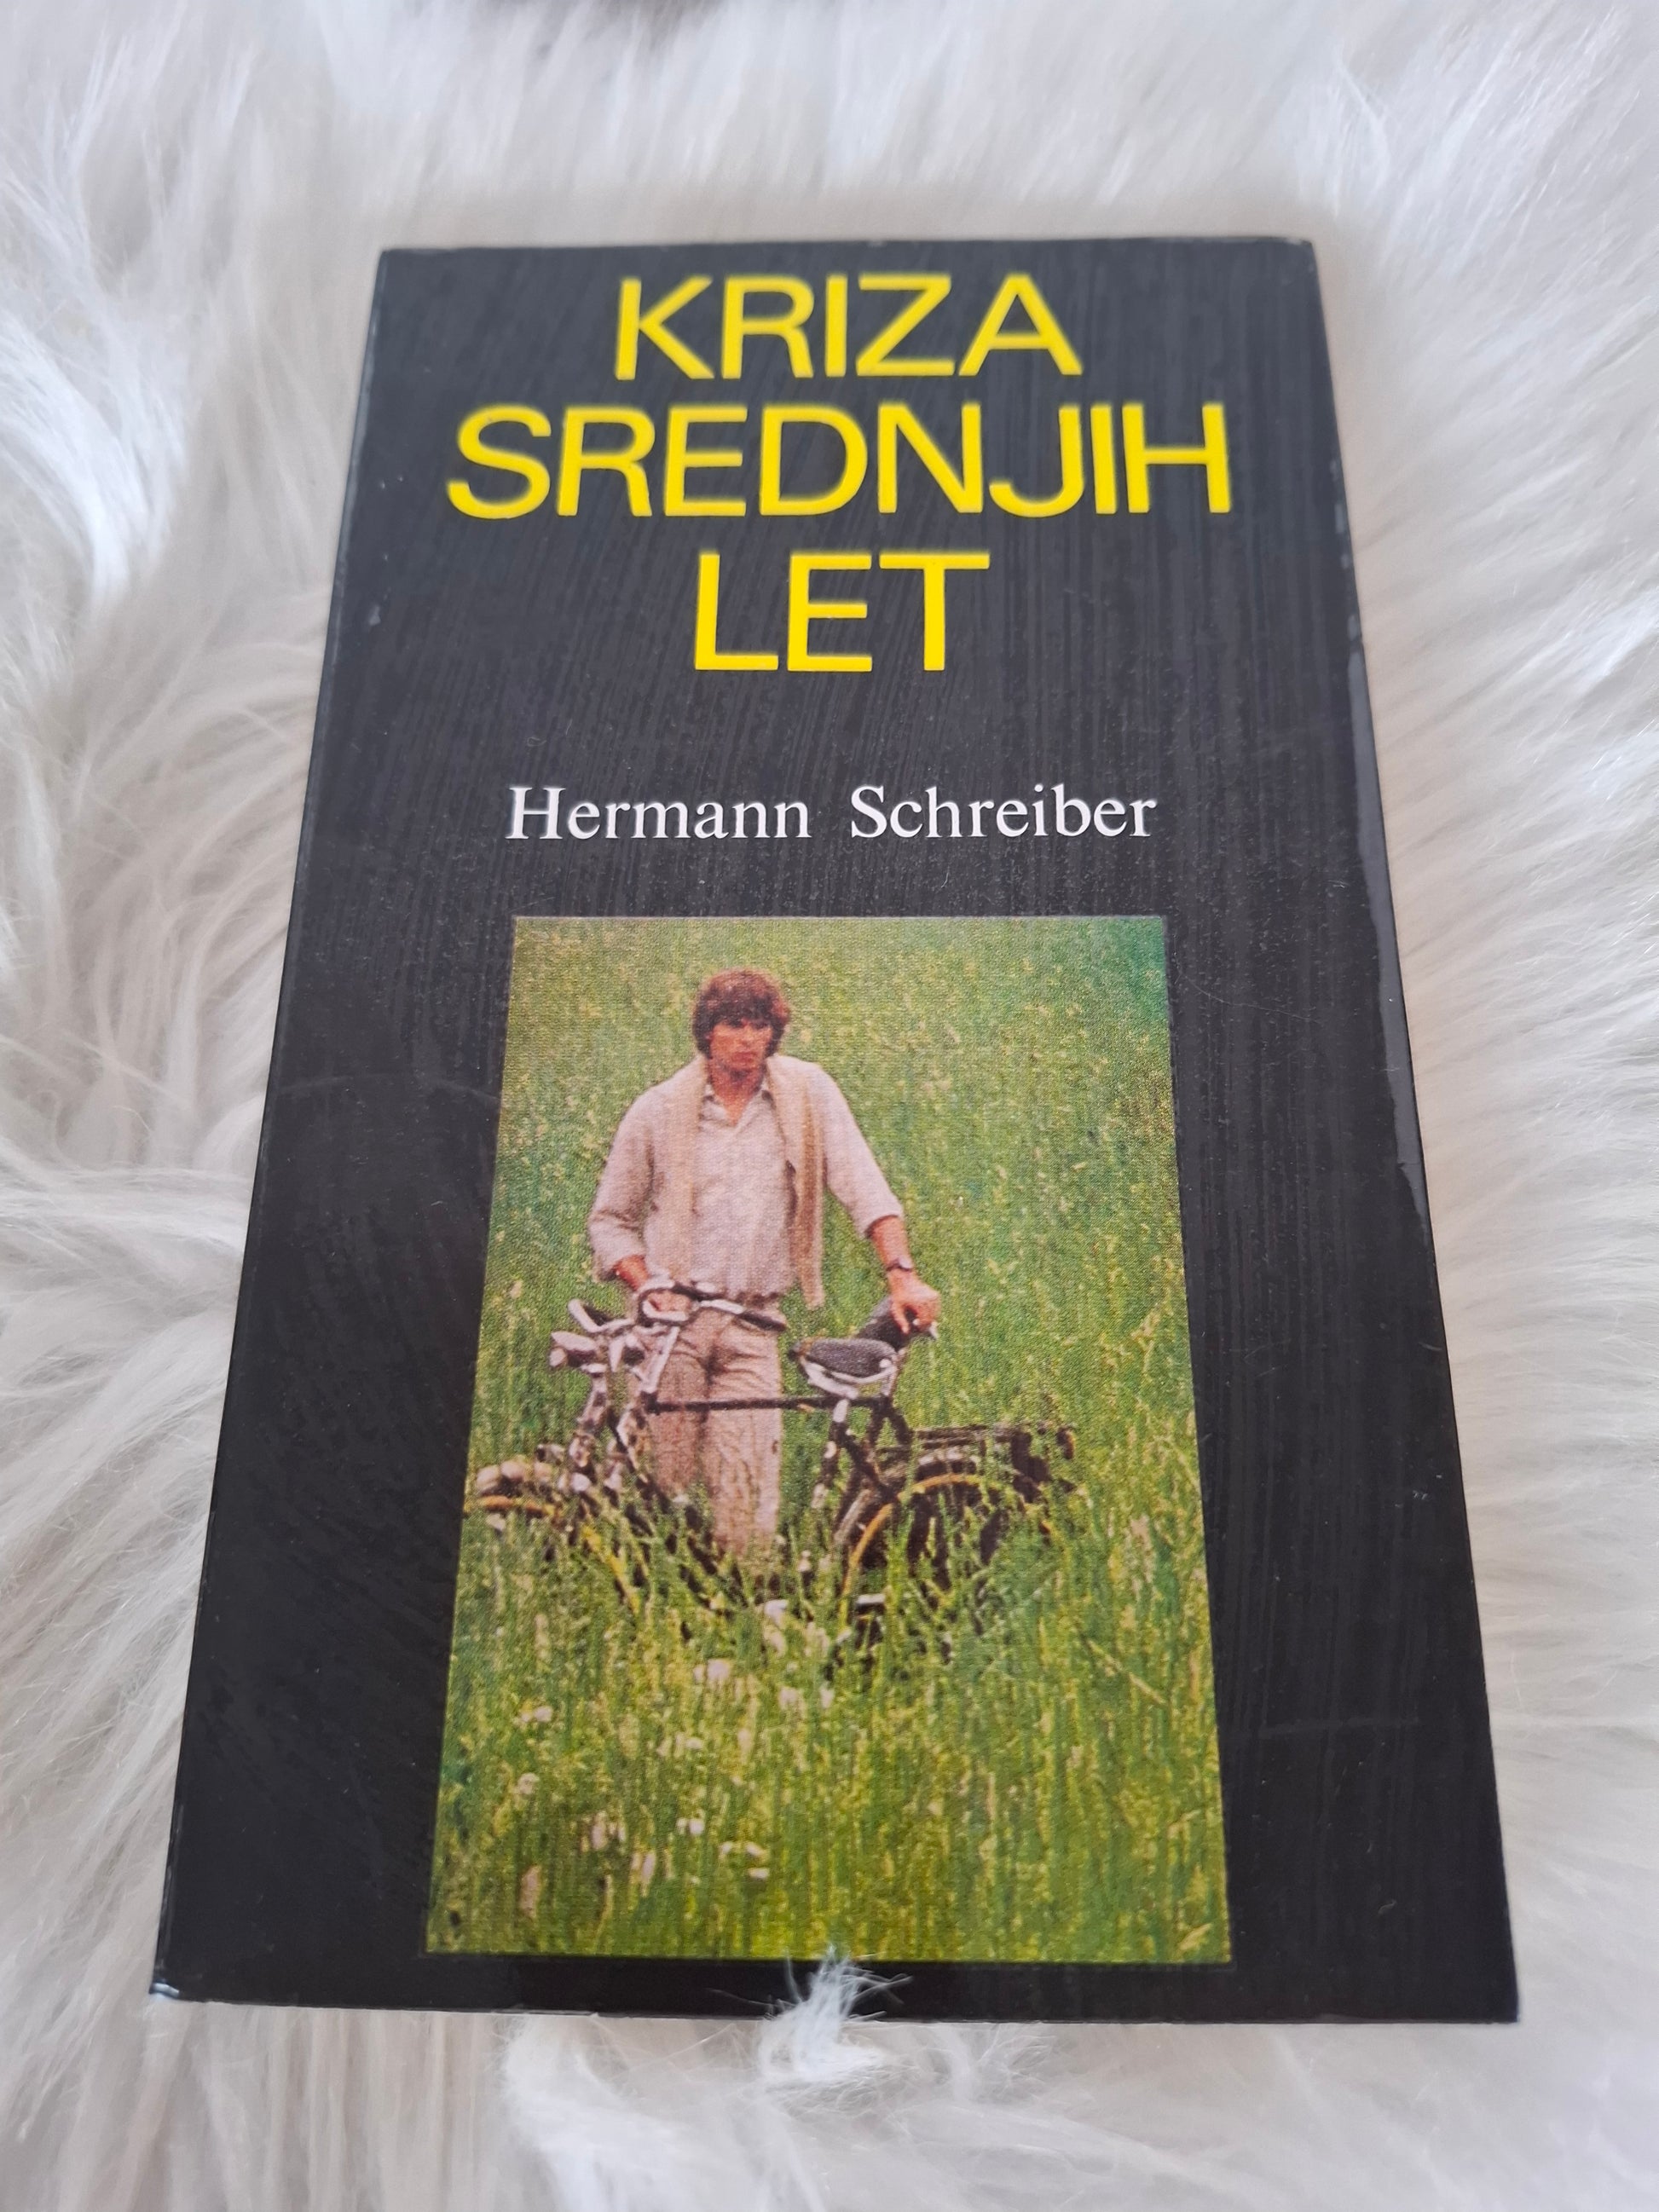 KRIZA
SREDNJIH
LET
Hermann Schreiber